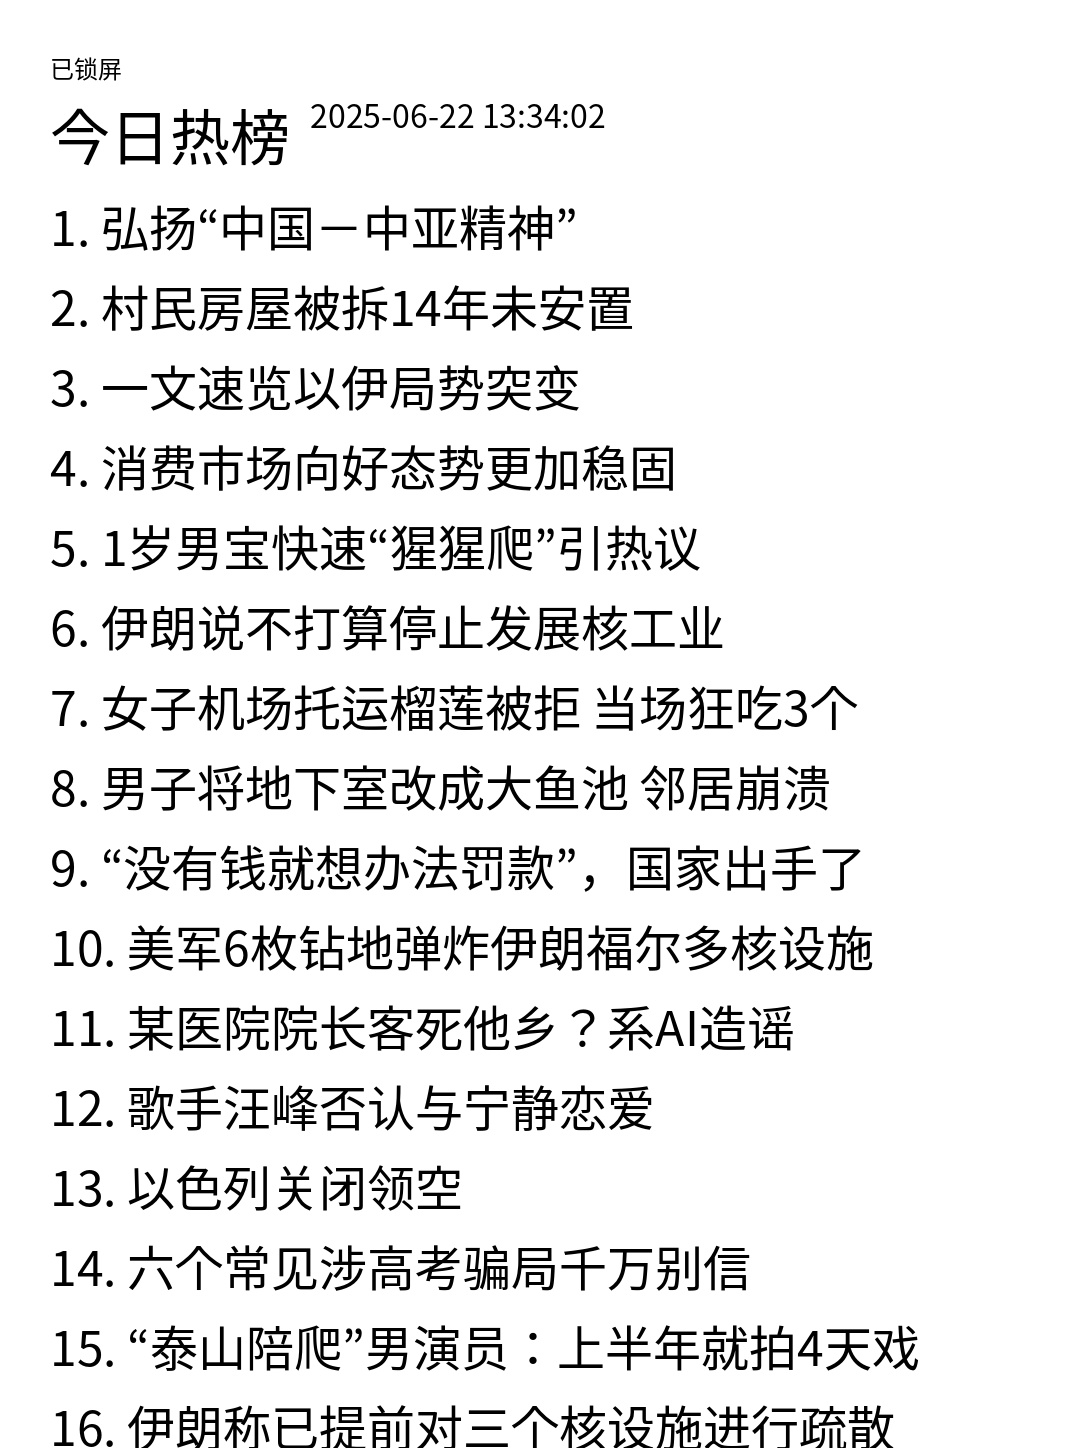 已锁屏
今日热榜 2025-06-22 13:34:02
1. 弘扬“中国－中亚精神”
2. 村民房屋被拆14年未安置
3. 一文速览以伊局势突变
4. 消费市场向好态势更加稳固
5. 1岁男宝快速“猩猩爬”引热议
6. 伊朗说不打算停止发展核工业
7. 女子机场托运榴莲被拒 当场狂吃3个
8. 男子将地下室改成大鱼池 邻居崩溃
9. “没有钱就想办法罚款”，国家出手了
10. 美军6枚钻地弹炸伊朗福尔多核设施
11. 某医院院长客死他乡？系AI造谣
12. 歌手汪峰否认与宁静恋爱
13. 以色列关闭领空
14. 六个常见涉高考骗局千万别信
15. “泰山陪爬”男演员：上半年就拍4天戏
16. 伊朗称已提前对三个核设施进行疏散